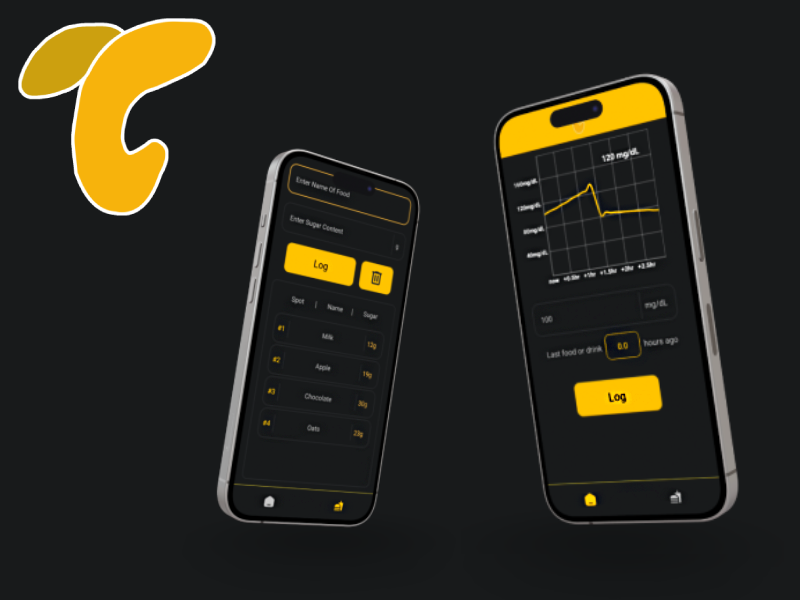 Enter Name Of Food
Enter Sugar Content
g
Log
Spot | Name | Sugar
#1 Milk 12g
#2 Apple 19g
#3 Chocolate 30g
#4 Oats 23g
120 mg/dL
160mg/dL
120mg/dL
80mg/dL
40mg/dL
now +0.5hr +1hr +1.5hr +2hr +2.5hr
100 mg/dL
Last food or drink 0.0 hours ago
Log